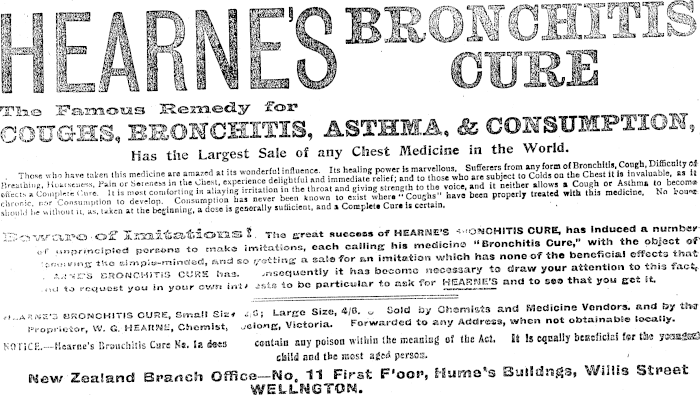 HEARNE'S BRONCHITIS
CURE
The Famous Remedy for
COUGHS, BRONCHITIS, ASTHMA, & CONSUMPTION,
Has the Largest Sale of any Chest Medicine in the World.
Those who have taken this medicine are amazed at its wonderful influence. Its healing power is marvellous. Sufferers from any form of Bronchitis, Cough, Difficulty of
Breathing, Hoarseness, Pain or Soreness in the Chest, experience delightful and immediate relief; and to those who are subject to Colds on the Chest it is invaluable, as it
effects a Complete Cure. It is most comforting in allaying irritation in the throat and giving strength to the voice, and it neither allows a Cough or Asthma to become
chronic, nor Consumption to develop. Consumption has never been known to exist where "Coughs" have been properly treated with this medicine. No house
should be without it, as, taken at the beginning, a dose is generally sufficient, and a Complete Cure is certain.
Beware of Imitations! The great success of HEARNE'S BRONCHITIS CURE, has induced a number
of unprincipled persons to make imitations, each calling his medicine "Bronchitis Cure," with the object of
the simple-minded, and so getting a sale for an imitation which has none of the beneficial effects that
BRONCHITIS CURE has. it has become necessary to draw your attention to this fact,
and to request you in your own to be particular to ask for HEARNE'S and to see that you get it.
HEARNE'S BRONCHITIS CURE, Small Size Large Size, 4/6. Sold by Chemists and Medicine Vendors, and by the
Proprietor, W. G. HEARNE, Chemist, Victoria. Forwarded to any Address, when not obtainable locally.
NOTICE.—Hearne's Bronchitis Cure No. 1a does contain any poison within the meaning of the Act. It is equally beneficial for the youngest
child and the most aged person.
New Zealand Branch Office—No. 11 First F'oor, Hume's Buildngs, Willis Street
WELLNGTON.